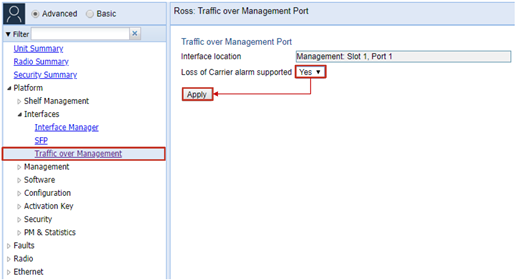 Advanced Basic
Filter x
Unit Summary
Radio Summary
Security Summary
Platform
Shelf Management
Interfaces
Interface Manager
SFP
Traffic over Management
Management
Software
Configuration
Activation Key
Security
PM & Statistics
Faults
Radio
Ethernet
Ross: Traffic over Management Port
Traffic over Management Port
Interface location Management: Slot 1, Port 1
Loss of Carrier alarm supported Yes
Apply